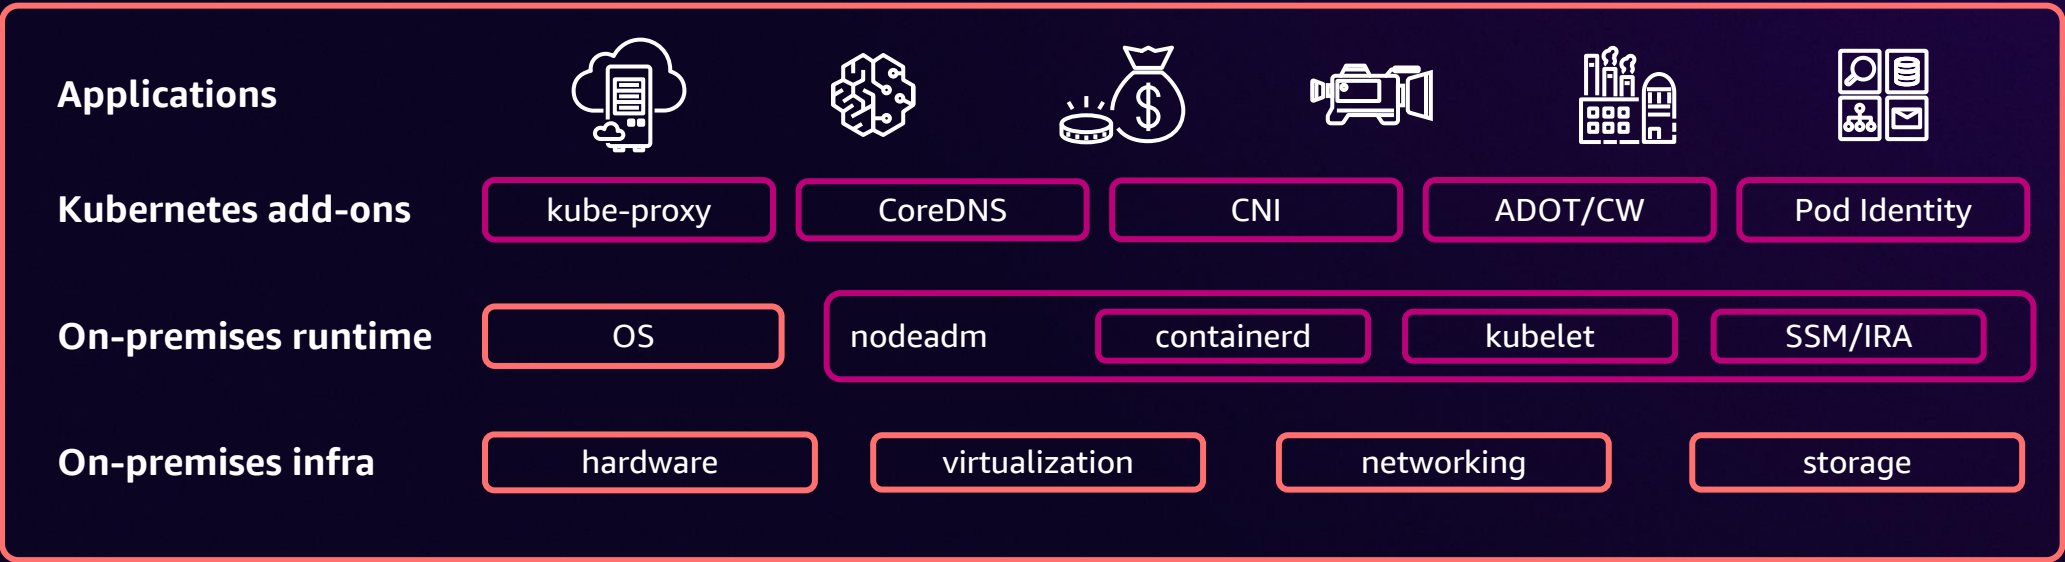 Applications
$
Kubernetes add-ons
kube-proxy
CoreDNS
CNI
ADOT/CW
Pod Identity
On-premises runtime
OS
nodeadm
containerd
kubelet
SSM/IRA
On-premises infra
hardware
virtualization
networking
storage